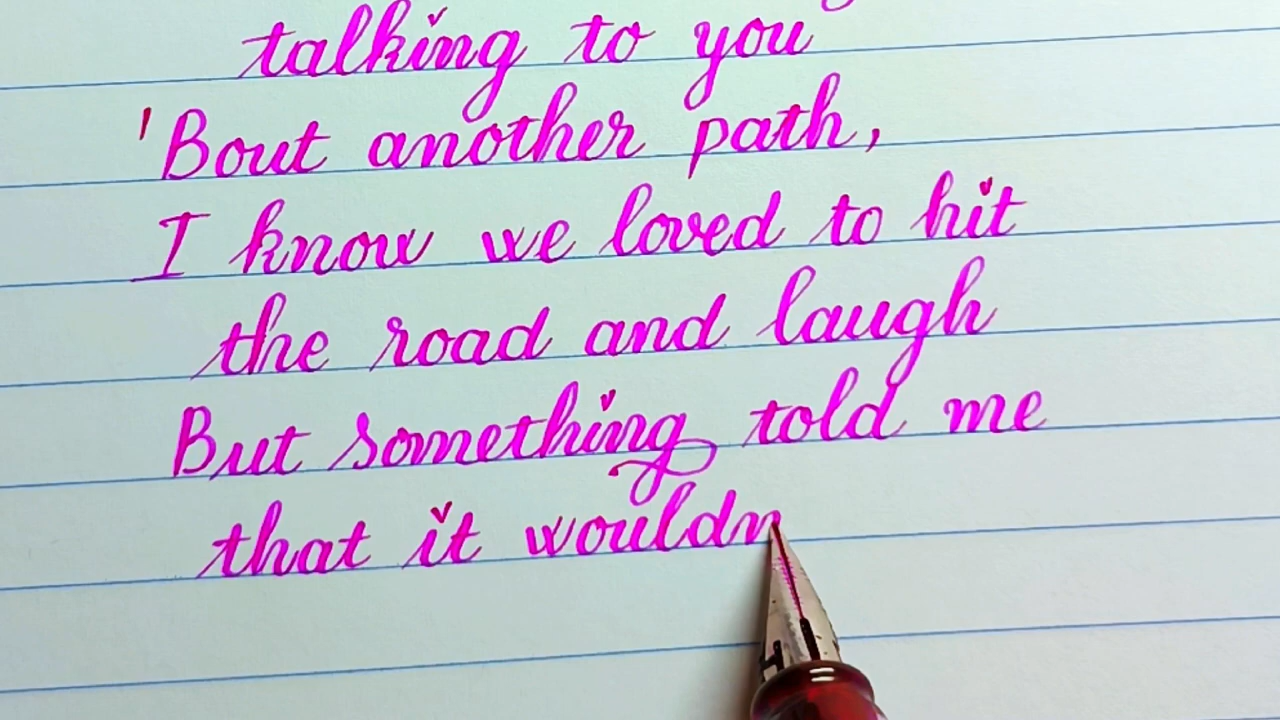 talking to you
'Bout another path,
I know we loved to hit
the road and laugh
But something told me
that it wouldn